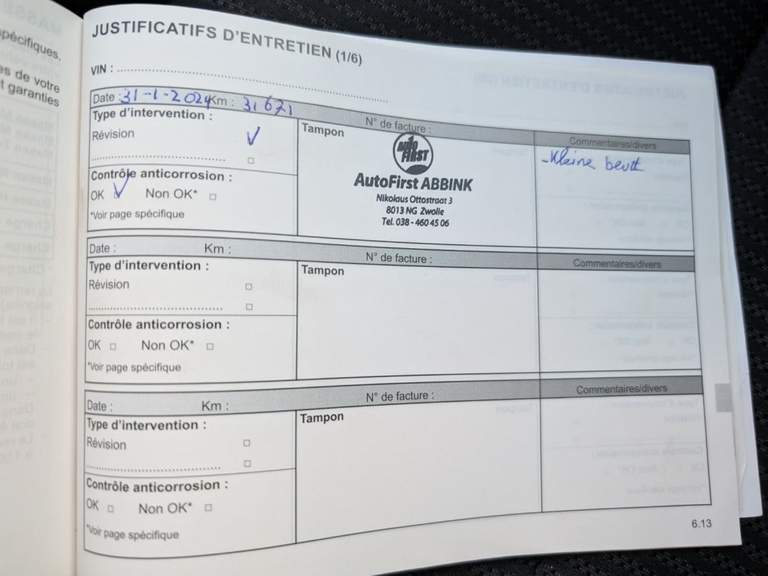 pécifiques,
es de votre
t garanties
JUSTIFICATIFS D'ENTRETIEN (1/6)
VIN :
Date : 31-1-2024 Km : 31671 N° de facture : Commentaires/divers
Type d'intervention :
Révision
Contrôle anticorrosion :
OK Non OK*
*Voir page spécifique
Tampon
1
AUTO
FIRST
AutoFirst ABBINK
Nikolaus Ottostraat 3
8013 NG Zwolle
Tel. 038 - 460 45 06
-Kleine beurt
Date : Km : N° de facture : Commentaires/divers
Type d'intervention :
Révision
Contrôle anticorrosion :
OK Non OK*
*Voir page spécifique
Tampon
Date : Km : N° de facture : Commentaires/divers
Type d'intervention :
Révision
Contrôle anticorrosion :
OK Non OK*
*Voir page spécifique
Tampon
6.13